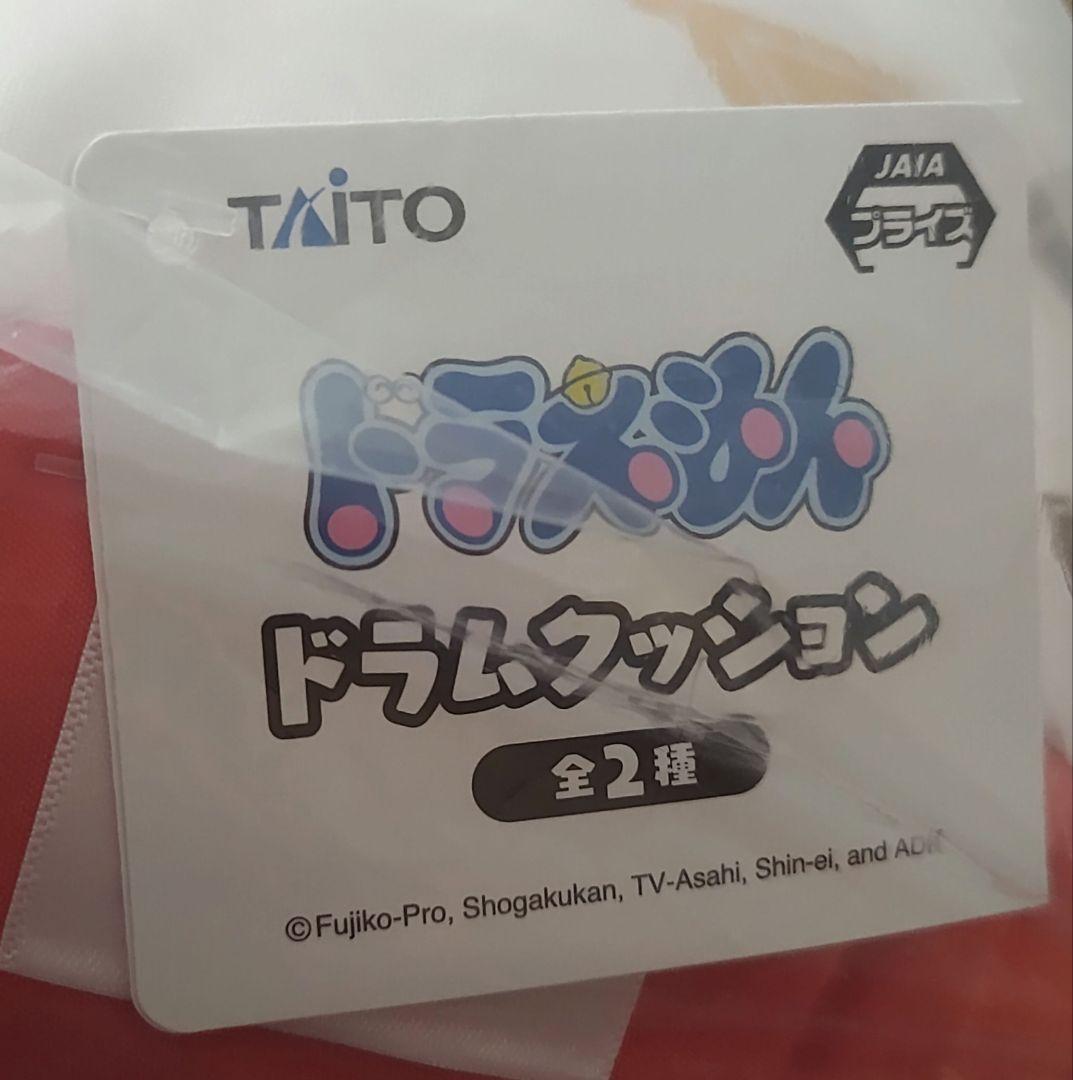 TAITO
JAIA
プライズ
ドラえもん
ドラムクッション
全2種
©Fujiko-Pro, Shogakukan, TV-Asahi, Shin-ei, and ADK